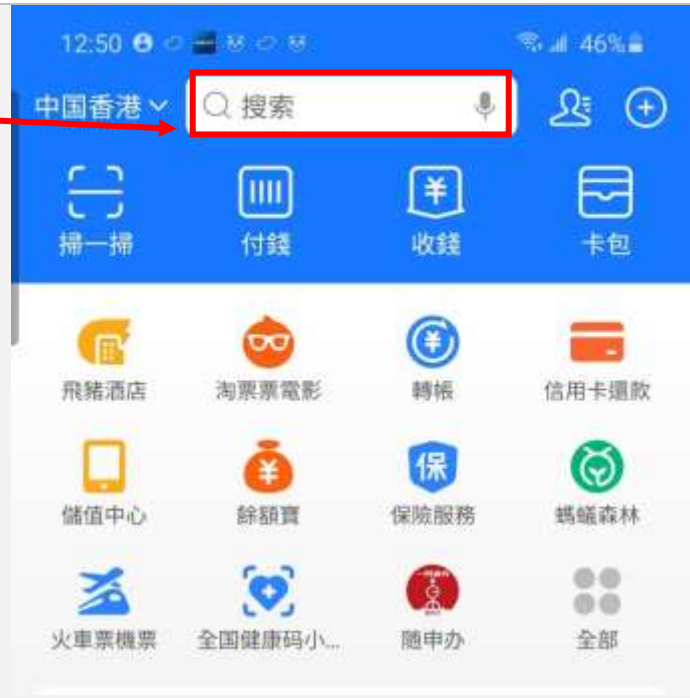 12:50 46%
中国香港 搜索
掃一掃 付錢 收錢 卡包
飛豬酒店 淘票票電影 轉帳 信用卡還款
保
儲值中心 餘額寶 保險服務 螞蟻森林
火車票機票 全国健康码小... 隨申办 全部